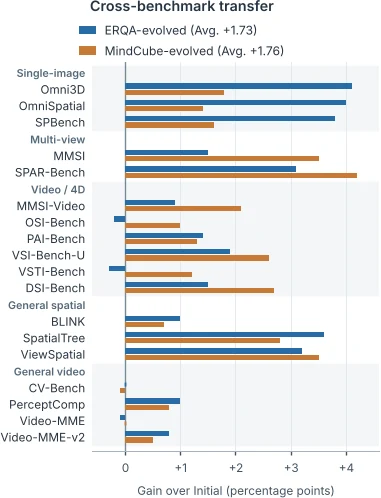 Cross-benchmark transfer
ERQA-evolved (Avg. +1.73)
MindCube-evolved (Avg. +1.76)
Single-image
Omni3D
OmniSpatial
SPBench
Multi-view
MMSI
SPAR-Bench
Video / 4D
MMSI-Video
OSI-Bench
PAI-Bench
VSI-Bench-U
VSTI-Bench
DSI-Bench
General spatial
BLINK
SpatialTree
ViewSpatial
General video
CV-Bench
PerceptComp
Video-MME
Video-MME-v2
0 +1 +2 +3 +4
Gain over Initial (percentage points)